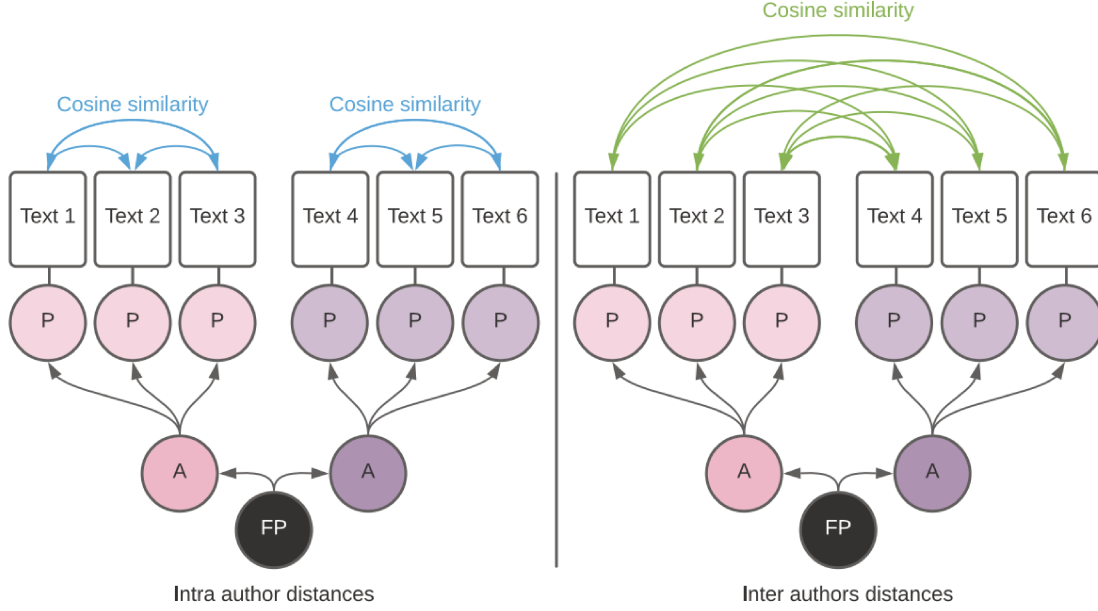 Cosine similarity
Cosine similarity Cosine similarity
Text 1 Text 2 Text 3 Text 4 Text 5 Text 6 Text 1 Text 2 Text 3 Text 4 Text 5 Text 6
P P P P P P P P P P P P
A A A A
FP FP
Intra author distances Inter authors distances